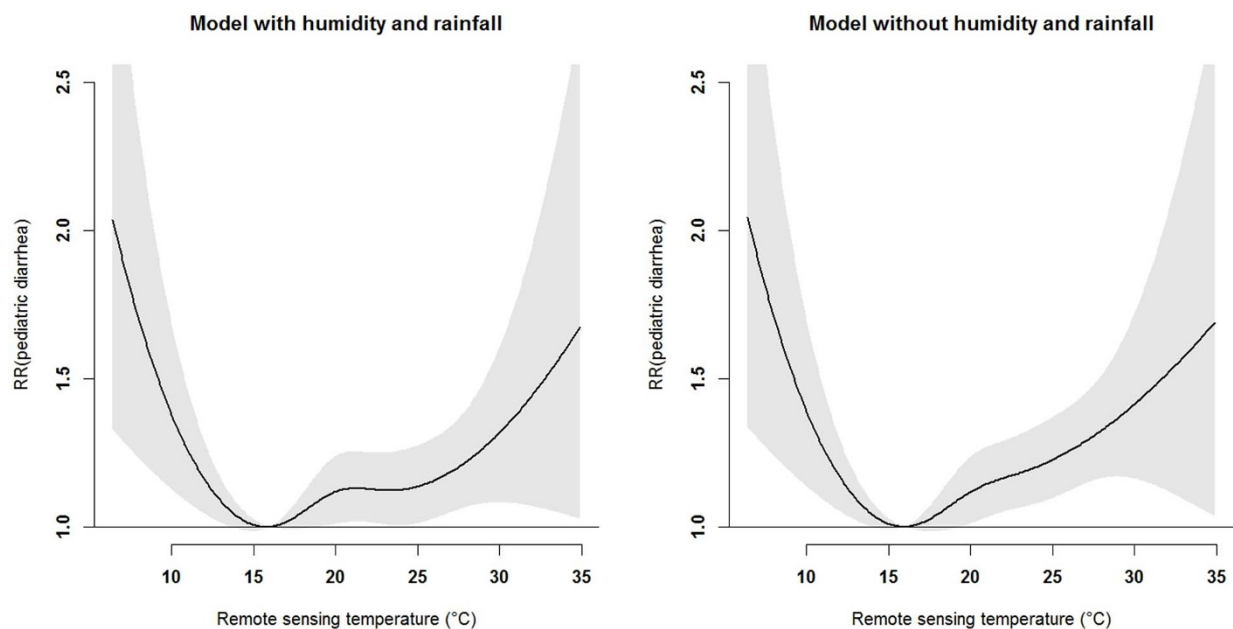 Model with humidity and rainfall
RR(pediatric diarrhea)
2.5
2.0
1.5
1.0
10 15 20 25 30 35
Remote sensing temperature (°C)
Model without humidity and rainfall
RR(pediatric diarrhea)
2.5
2.0
1.5
1.0
10 15 20 25 30 35
Remote sensing temperature (°C)